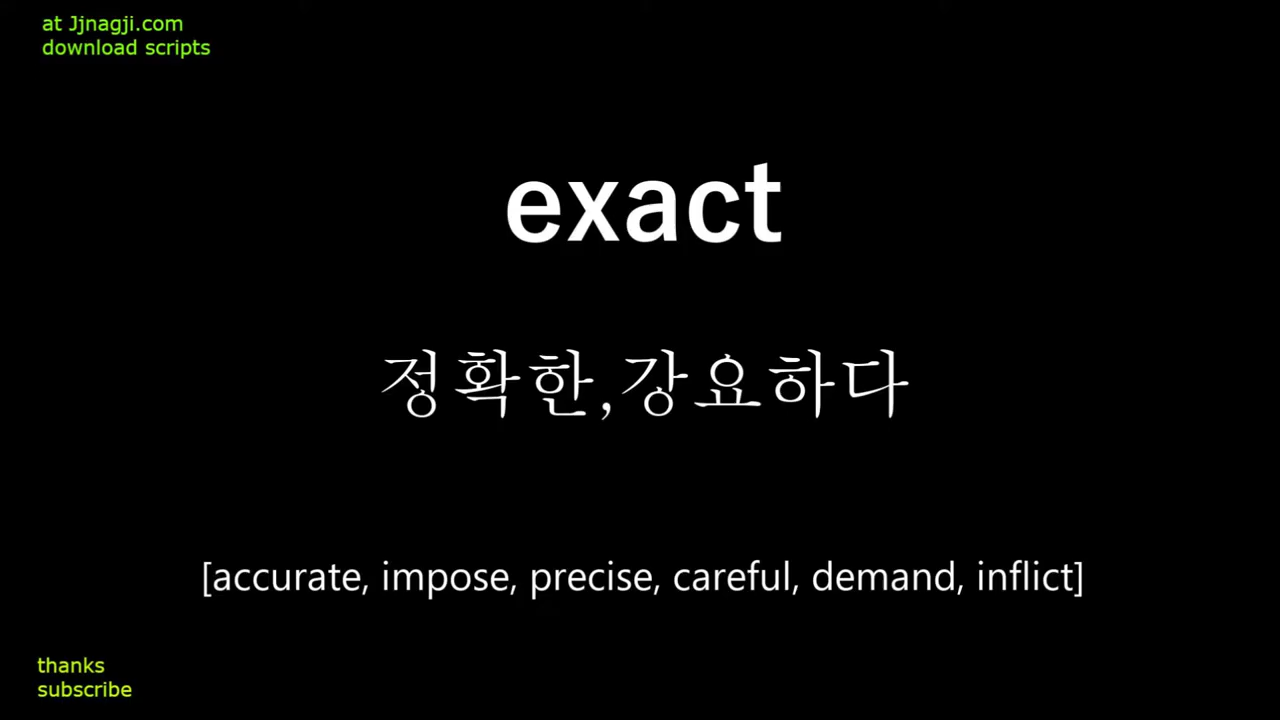 at Jjnagji.com
download scripts
exact
정확한,강요하다
[accurate, impose, precise, careful, demand, inflict]
thanks
subscribe